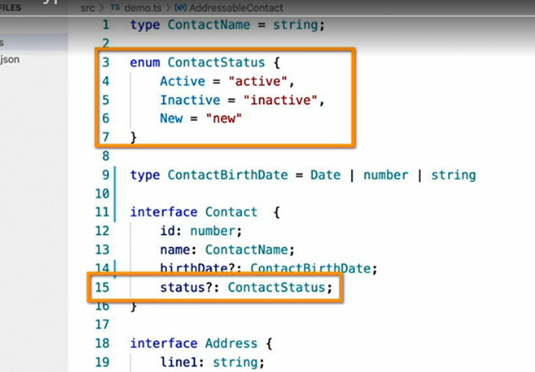 FILES
src > TS demo.ts > AddressableContact
json
1 type ContactName = string;
2
3 enum ContactStatus {
4 Active = "active",
5 Inactive = "inactive",
6 New = "new"
7 }
8
9 type ContactBirthDate = Date | number | string
10
11 interface Contact {
12 id: number;
13 name: ContactName;
14 birthDate?: ContactBirthDate;
15 status?: ContactStatus;
16 }
17
18 interface Address {
19 line1: string;